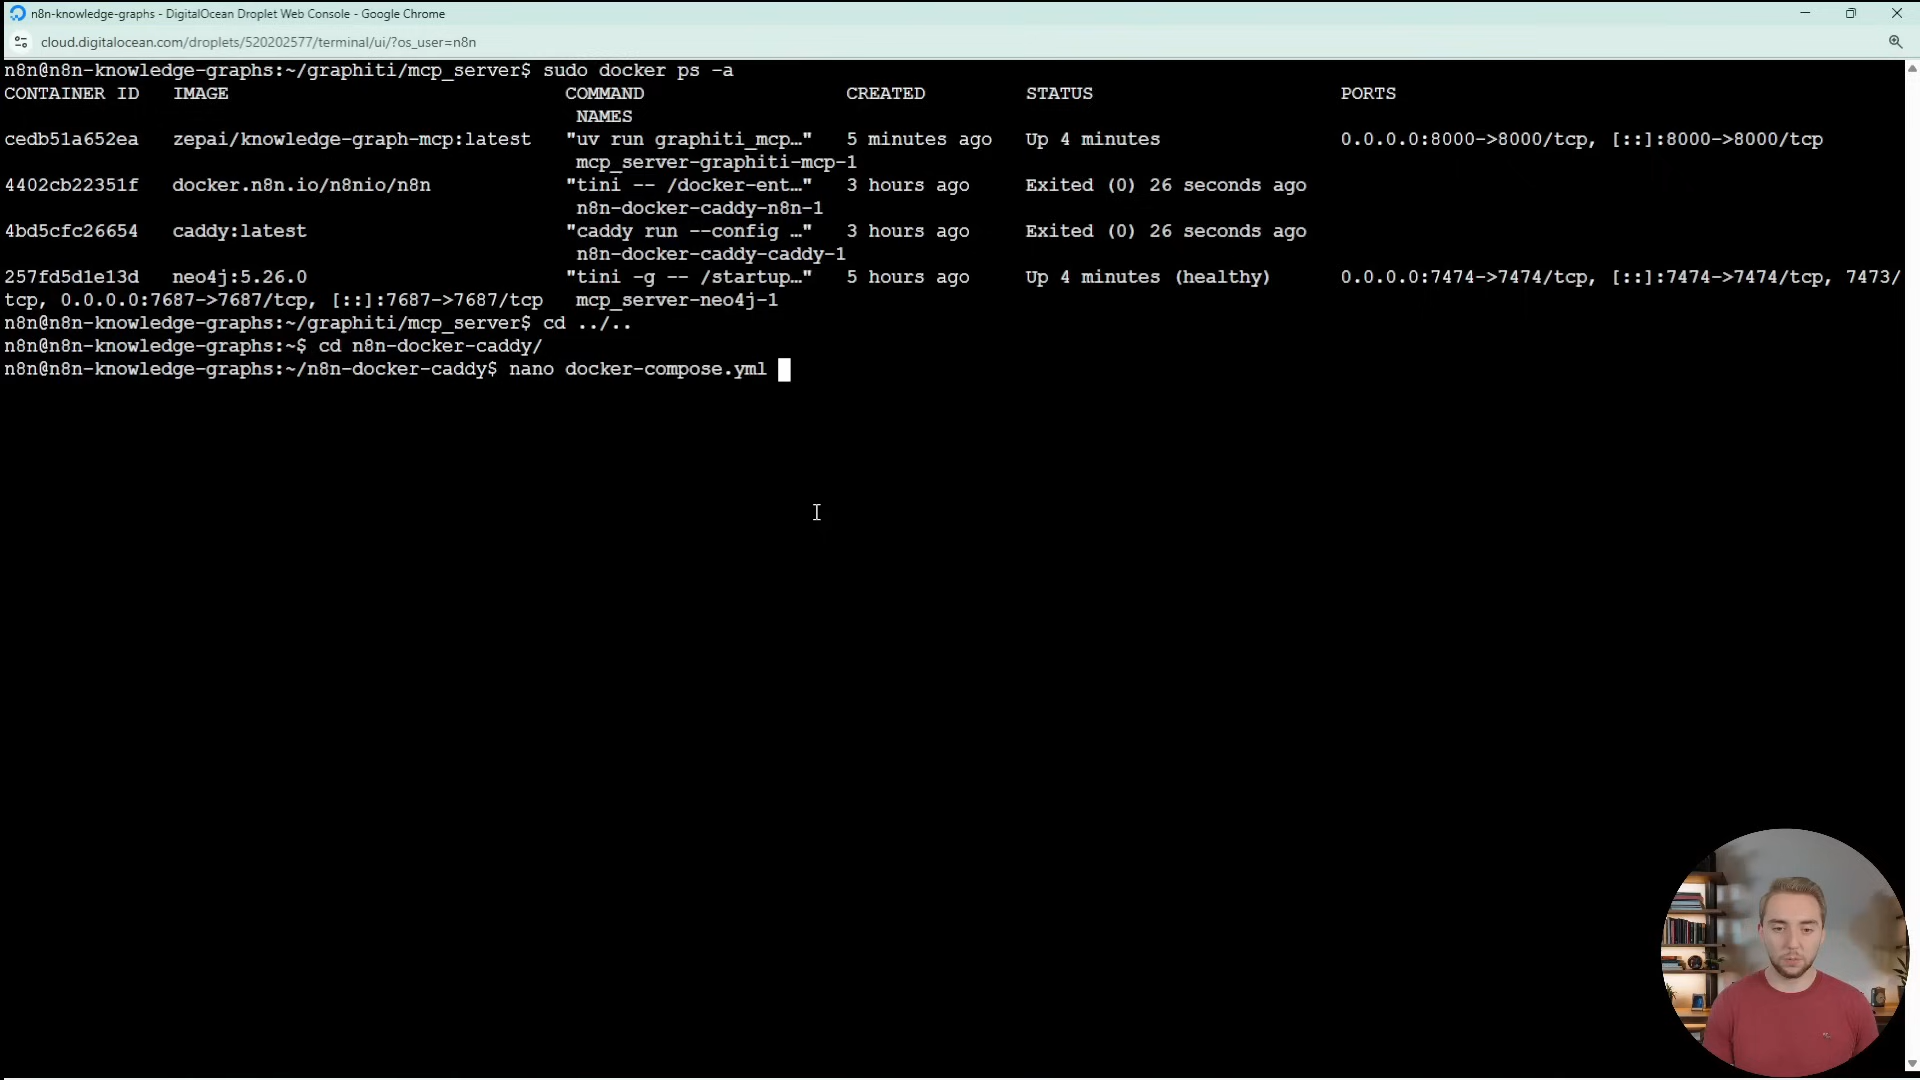 n8n-knowledge-graphs - DigitalOcean Droplet Web Console - Google Chrome
cloud.digitalocean.com/droplets/520202577/terminal/ui/?os_user=n8n
n8n@n8n-knowledge-graphs:~/graphiti/mcp_server$ sudo docker ps -a
CONTAINER ID   IMAGE                              COMMAND                  CREATED         STATUS                      PORTS
NAMES
cedb51a652ea   zepai/knowledge-graph-mcp:latest   "uv run graphiti_mcp…"   5 minutes ago   Up 4 minutes                0.0.0.0:8000->8000/tcp, [::]:8000->8000/tcp
mcp_server-graphiti-mcp-1
4402cb22351f   docker.n8n.io/n8nio/n8n            "tini -- /docker-ent…"   3 hours ago     Exited (0) 26 seconds ago
n8n-docker-caddy-n8n-1
4bd5cfc26654   caddy:latest                       "caddy run --config …"   3 hours ago     Exited (0) 26 seconds ago
n8n-docker-caddy-caddy-1
257fd5d1e13d   neo4j:5.26.0                       "tini -g -- /startup…"   5 hours ago     Up 4 minutes (healthy)      0.0.0.0:7474->7474/tcp, [::]:7474->7474/tcp, 7473/
tcp, 0.0.0.0:7687->7687/tcp, [::]:7687->7687/tcp   mcp_server-neo4j-1
n8n@n8n-knowledge-graphs:~/graphiti/mcp_server$ cd ../..
n8n@n8n-knowledge-graphs:~$ cd n8n-docker-caddy/
n8n@n8n-knowledge-graphs:~/n8n-docker-caddy$ nano docker-compose.yml